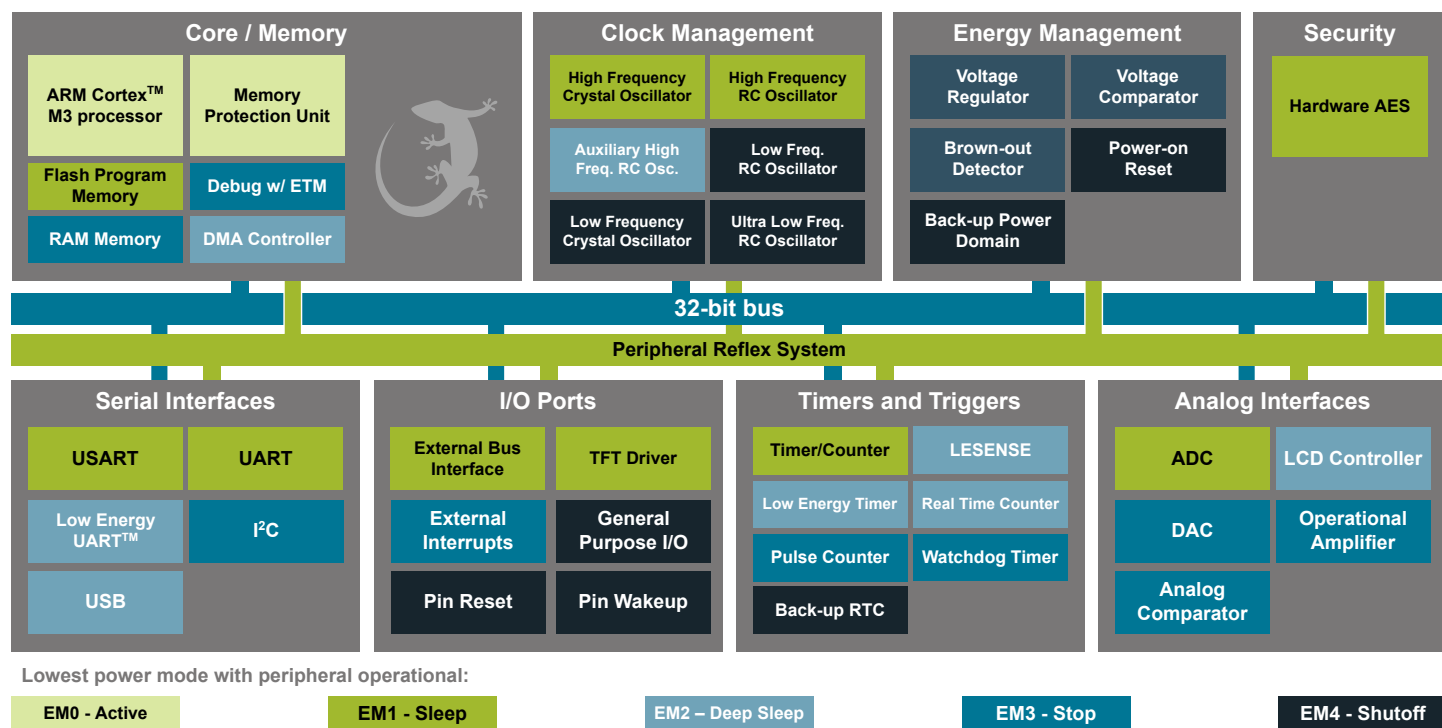 Core / Memory
ARM Cortex™
M3 processor
Memory
Protection Unit
Flash Program
Memory
Debug w/ ETM
RAM Memory
DMA Controller
Clock Management
High Frequency
Crystal Oscillator
High Frequency
RC Oscillator
Auxiliary High
Freq. RC Osc.
Low Freq.
RC Oscillator
Low Frequency
Crystal Oscillator
Ultra Low Freq.
RC Oscillator
Energy Management
Voltage
Regulator
Voltage
Comparator
Brown-out
Detector
Power-on
Reset
Back-up Power
Domain
Security
Hardware AES
32-bit bus
Peripheral Reflex System
Serial Interfaces
USART
UART
Low Energy
UART™
I²C
USB
I/O Ports
External Bus
Interface
TFT Driver
External
Interrupts
General
Purpose I/O
Pin Reset
Pin Wakeup
Timers and Triggers
Timer/Counter
LESENSE
Low Energy Timer
Real Time Counter
Pulse Counter
Watchdog Timer
Back-up RTC
Analog Interfaces
ADC
LCD Controller
DAC
Operational
Amplifier
Analog
Comparator
Lowest power mode with peripheral operational:
EM0 - Active
EM1 - Sleep
EM2 – Deep Sleep
EM3 - Stop
EM4 - Shutoff